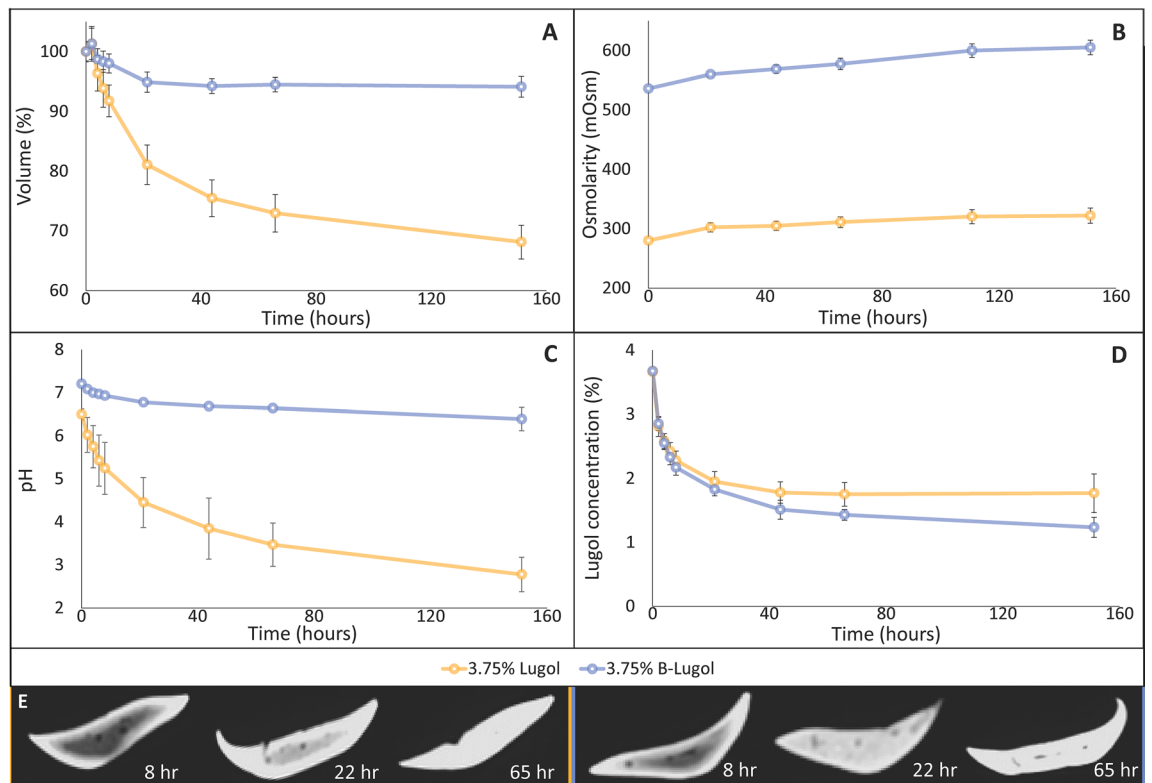 A
Volume (%)
100
90
80
70
60
0
40
80
120
160
Time (hours)
B
Osmolarity (mOsm)
600
500
400
300
200
0
40
80
120
160
Time (hours)
C
pH
8
7
6
5
4
3
2
0
40
80
120
160
Time (hours)
D
Lugol concentration (%)
4
3
2
1
0
0
40
80
120
160
Time (hours)
3.75% Lugol
3.75% B-Lugol
E
8 hr
22 hr
65 hr
8 hr
22 hr
65 hr